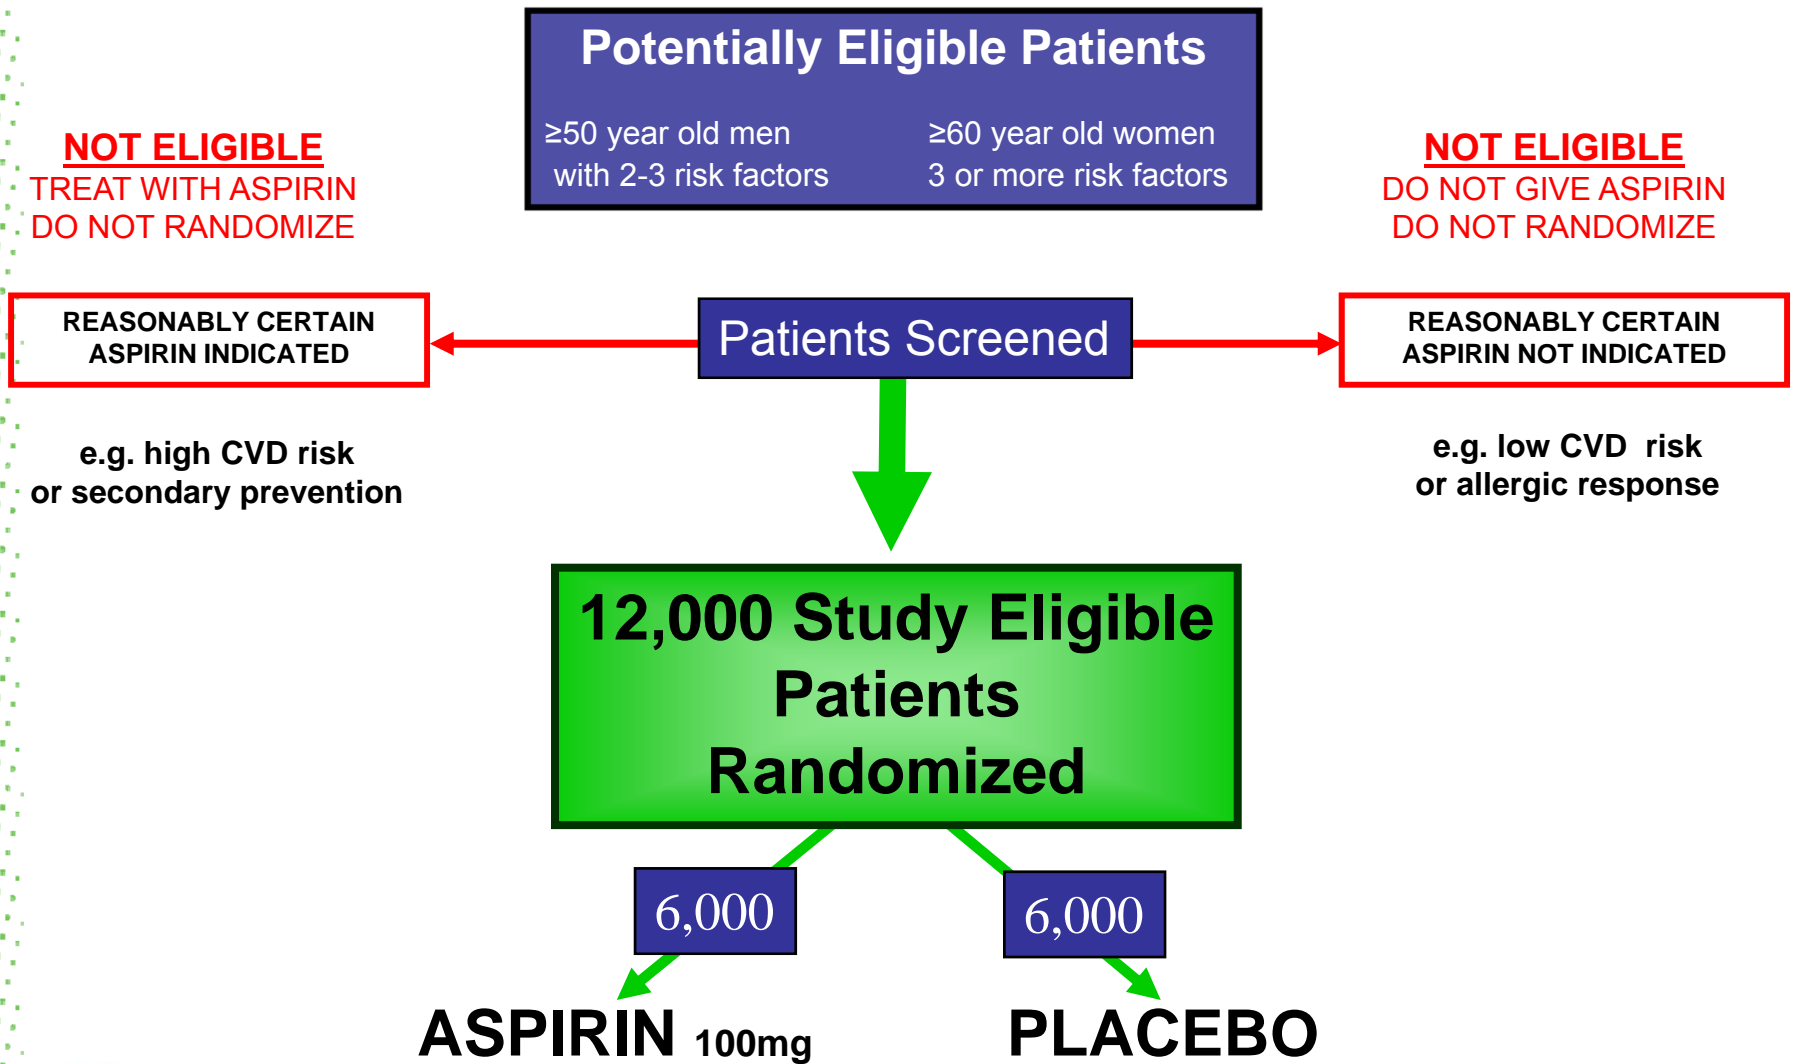 Potentially Eligible Patients
≥50 year old men
with 2-3 risk factors
≥60 year old women
3 or more risk factors
NOT ELIGIBLE
TREAT WITH ASPIRIN
DO NOT RANDOMIZE
NOT ELIGIBLE
DO NOT GIVE ASPIRIN
DO NOT RANDOMIZE
REASONABLY CERTAIN
ASPIRIN INDICATED
Patients Screened
REASONABLY CERTAIN
ASPIRIN NOT INDICATED
e.g. high CVD risk
or secondary prevention
e.g. low CVD risk
or allergic response
12,000 Study Eligible
Patients
Randomized
6,000
6,000
ASPIRIN 100mg
PLACEBO